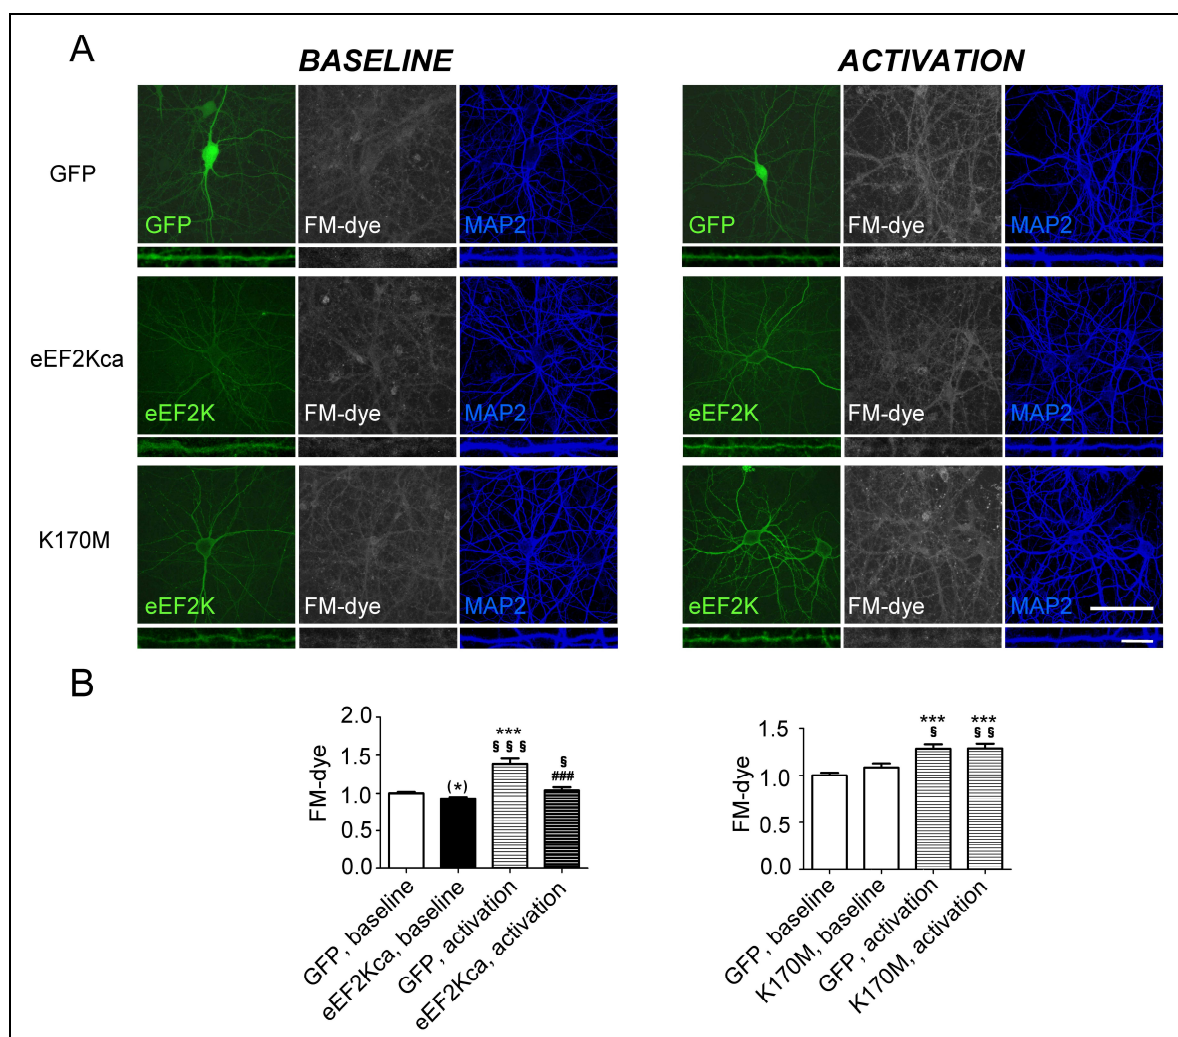 A
BASELINE
ACTIVATION
GFP
GFP
FM-dye
MAP2
GFP
FM-dye
MAP2
eEF2Kca
eEF2K
FM-dye
MAP2
eEF2K
FM-dye
MAP2
K170M
eEF2K
FM-dye
MAP2
eEF2K
FM-dye
MAP2
B
FM-dye
2.0
1.5
1.0
0.5
0.0
(*)
***
§ § §
§
###
GFP, baseline
eEF2Kca, baseline
GFP, activation
eEF2Kca, activation
FM-dye
1.5
1.0
0.5
0.0
***
§
***
§ §
GFP, baseline
K170M, baseline
GFP, activation
K170M, activation